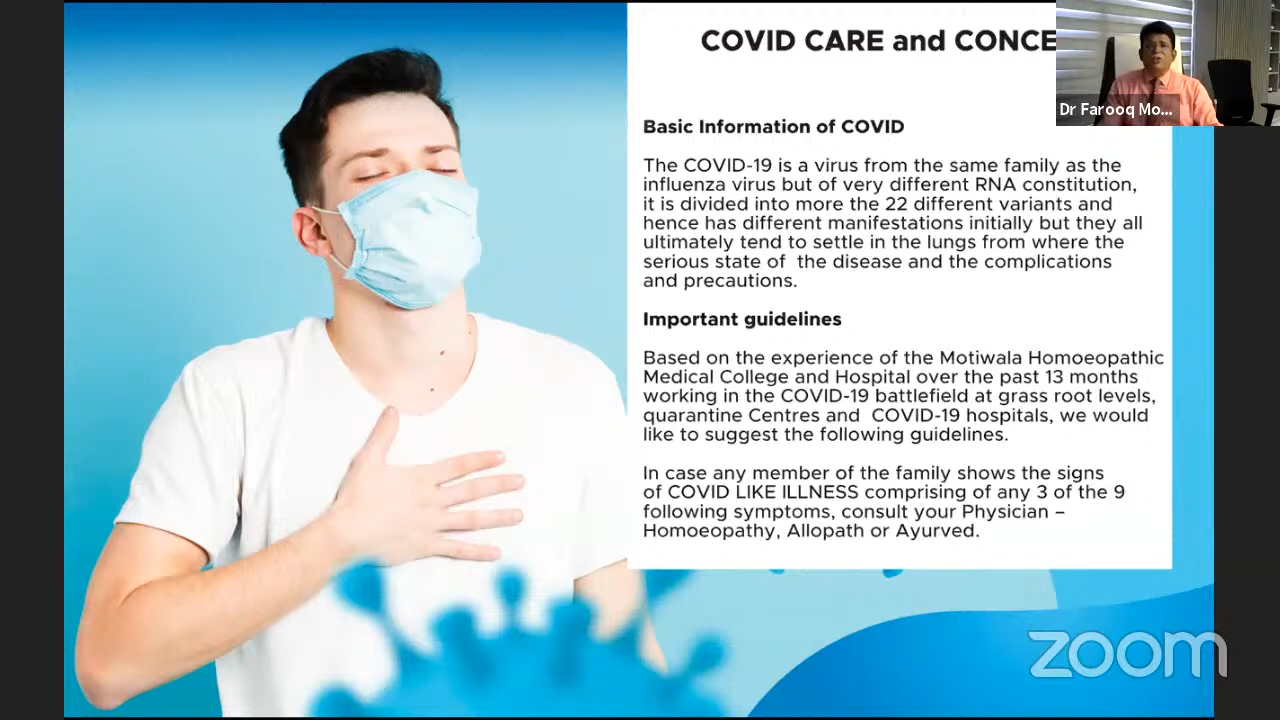 COVID CARE and CONCE
Dr Farooq Mo...
Basic Information of COVID
The COVID-19 is a virus from the same family as the
influenza virus but of very different RNA constitution,
it is divided into more the 22 different variants and
hence has different manifestations initially but they all
ultimately tend to settle in the lungs from where the
serious state of  the disease and the complications
and precautions.
Important guidelines
Based on the experience of the Motiwala Homoeopathic
Medical College and Hospital over the past 13 months
working in the COVID-19 battlefield at grass root levels,
quarantine Centres and  COVID-19 hospitals, we would
like to suggest the following guidelines.
In case any member of the family shows the signs
of COVID LIKE ILLNESS comprising of any 3 of the 9
following symptoms, consult your Physician –
Homoeopathy, Allopath or Ayurved.
zoom